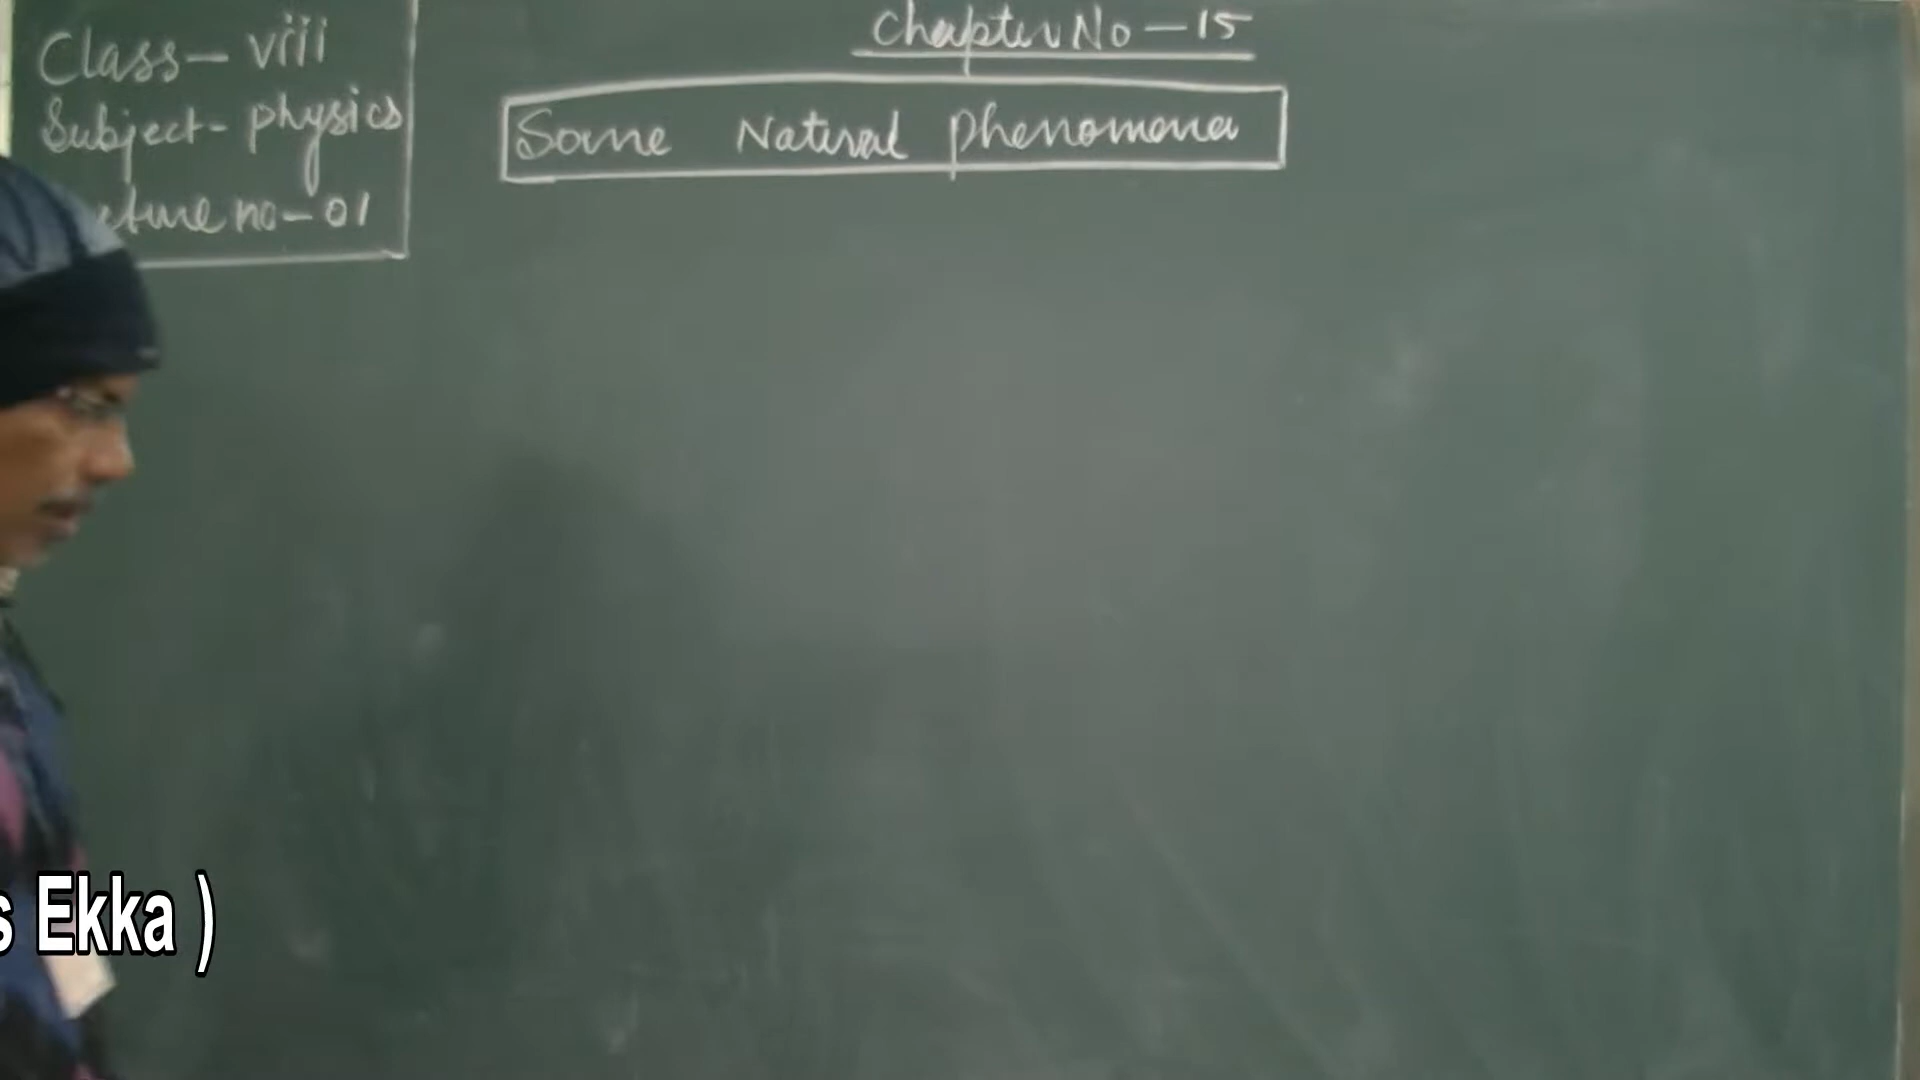 Class - viii
Subject - physics
no - 01
Chapter No - 15
Some Natural Phenomena
Ekka )